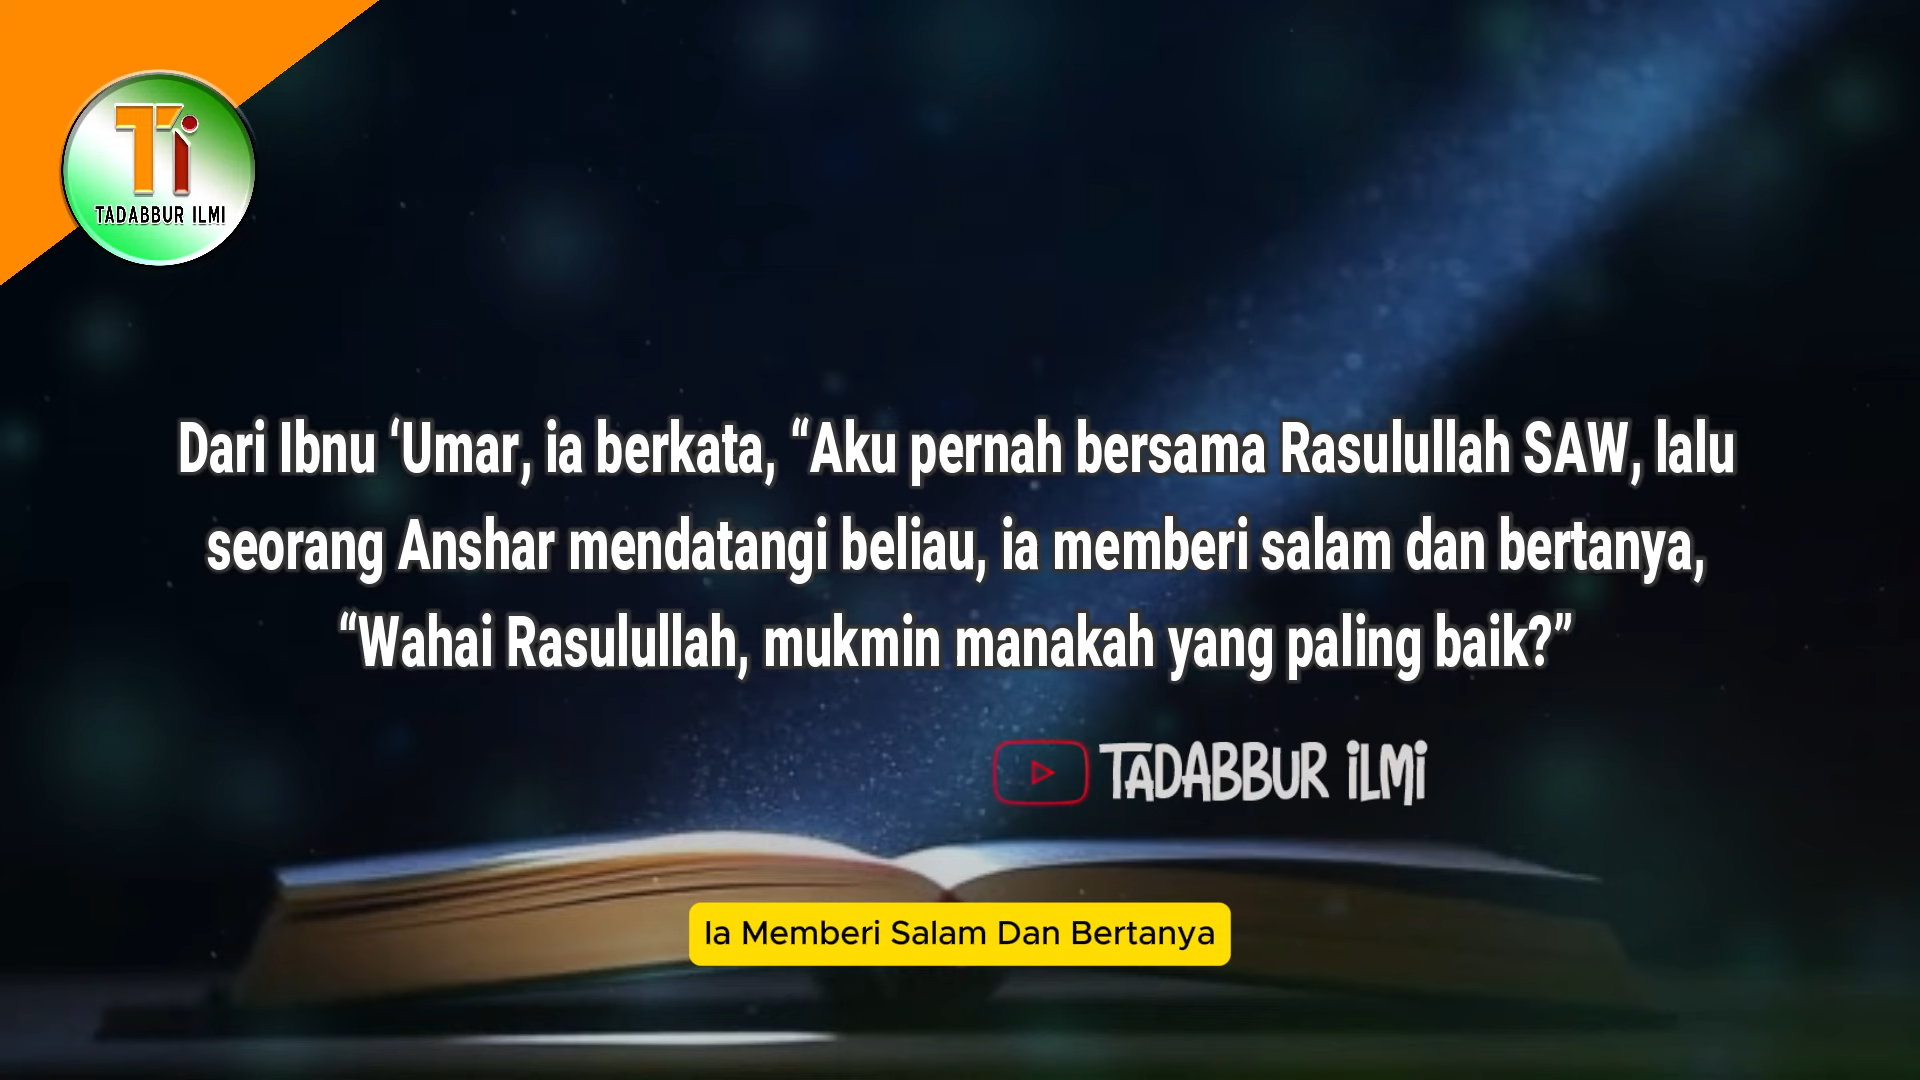 Ti
TADABBUR ILMI
Dari Ibnu ‘Umar, ia berkata, “Aku pernah bersama Rasulullah SAW, lalu
seorang Anshar mendatangi beliau, ia memberi salam dan bertanya,
“Wahai Rasulullah, mukmin manakah yang paling baik?”
TADABBUR iLMi
Ia Memberi Salam Dan Bertanya